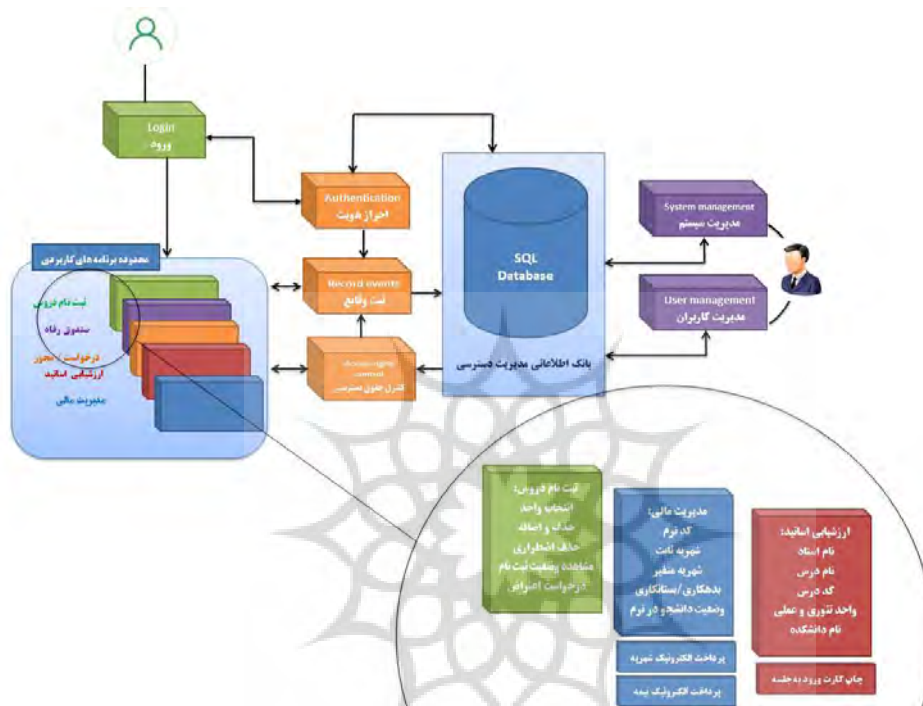 Login
ورود
Authentication
احراز هویت
Record events
ثبت وقایع
control
کنترل حقوق دسترسی
SQL
Database
بانک اطلاعاتی مدیریت دسترسی
System management
مدیریت سیستم
User management
مدیریت کاربران
محدوده برنامه های کاربردی
ثبت نام دروس
صندوق رفاه
درخواست / مجوز
ارزشیابی اساتید
مدیریت مالی
ثبت نام دروس:
انتخاب واحد
حذف و اضافه
حذف اضطراری
مشاهده وضعیت ثبت نام
درخواست اعتراض
مدیریت مالی:
کد ترم
شهریه ثابت
شهریه متغیر
بدهکاری/بستانکاری
وضعیت دانشجو در ترم
پرداخت الکترونیک شهریه
پرداخت الکترونیک بیمه
ارزشیابی اساتید:
نام استاد
نام درس
کد درس
واحد تئوری و عملی
نام دانشکده
چاپ کارت ورود به جلسه